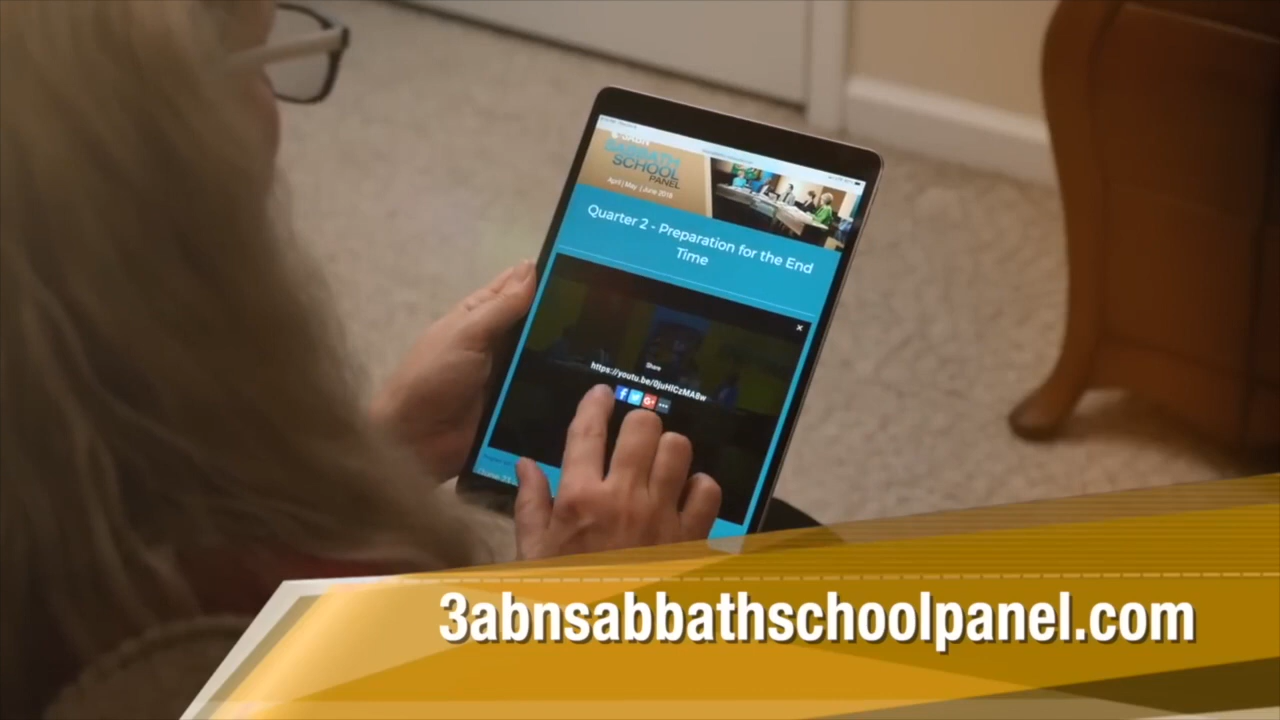 3ABN
SABBATH
SCHOOL
PANEL
April | May | June 2018
Quarter 2 - Preparation for the End
Time
Share
https://youtu.be/0juHICzMA8w
3abnsabbathschoolpanel.com